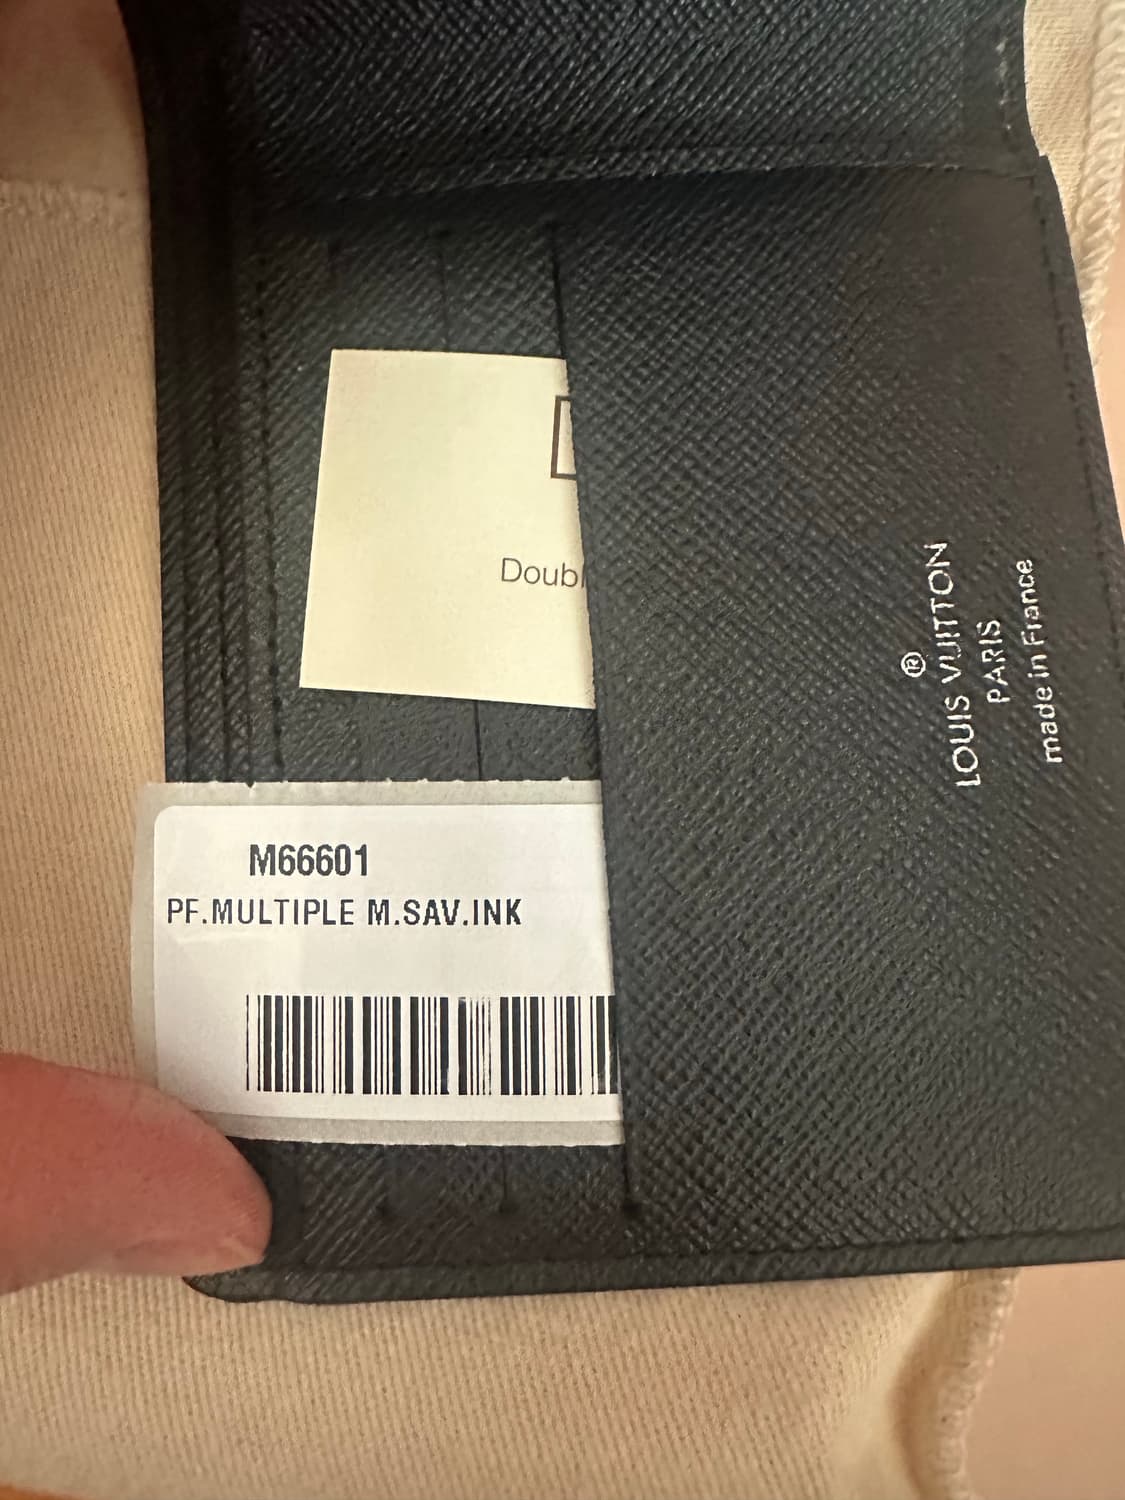 Doubl
®
LOUIS VUITTON
PARIS
made in France
M66601
PF.MULTIPLE M.SAV.INK